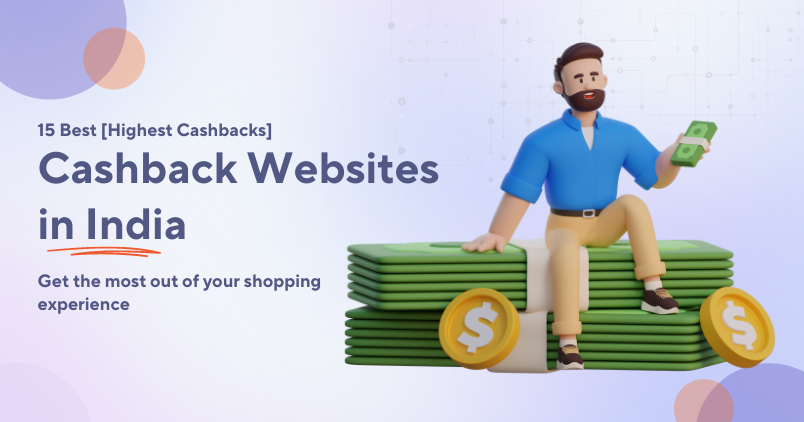 15 Best [Highest Cashbacks]
Cashback Websites
in India
Get the most out of your shopping
experience
$
$